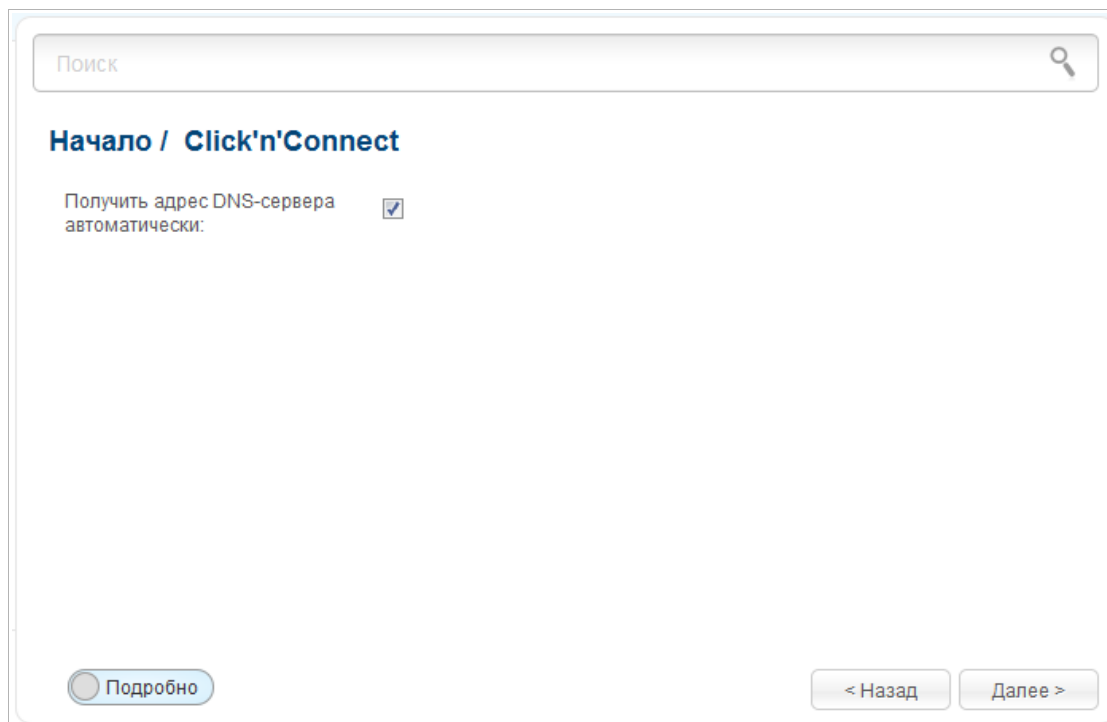 Поиск
Начало / Click'n'Connect
Получить адрес DNS-сервера
автоматически:
Подробно
< Назад
Далее >